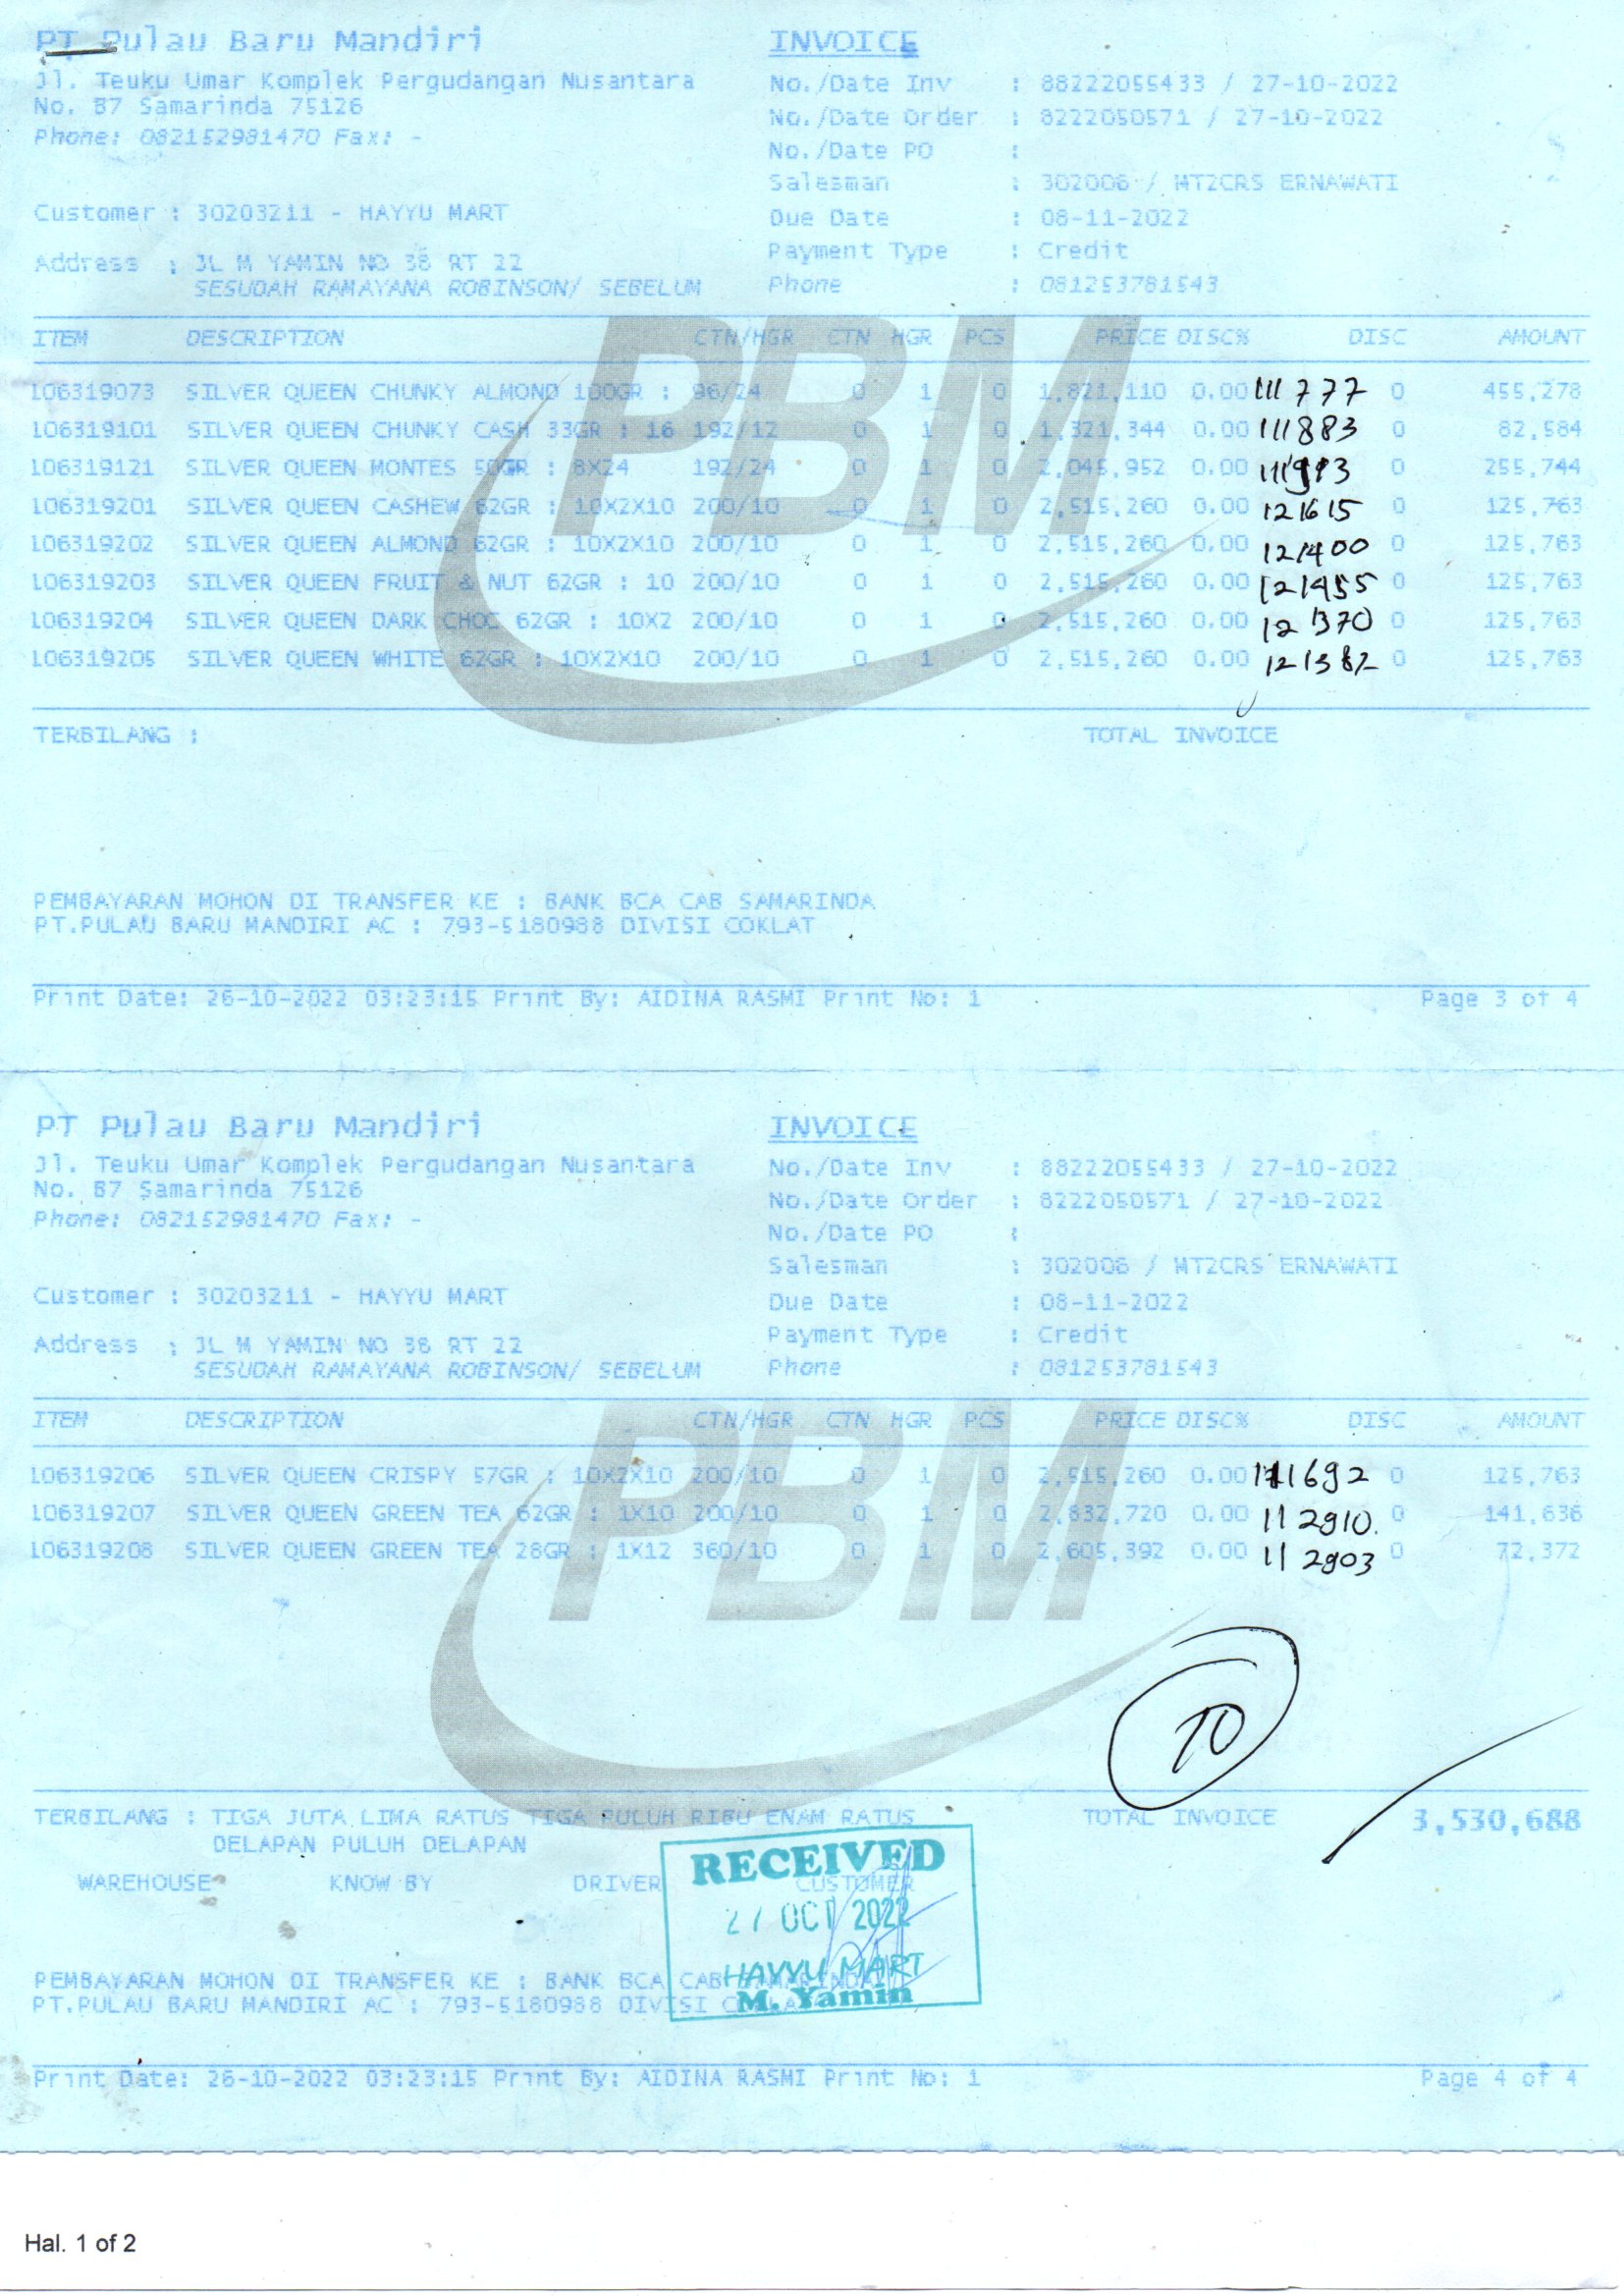 PT Pulau Baru Mandiri
Jl. Teuku Umar Komplek Pergudangan Nusantara
No. B7 Samarinda 75126
Phone: 082152981470 Fax: -
INVOICE
No./Date Inv : 88222055433 / 27-10-2022
No./Date Order : 8222050571 / 27-10-2022
No./Date PO :
Salesman : 302006 / MT2CRS ERNAWATI
Due Date : 08-11-2022
Payment Type : Credit
Phone : 081253781543
Customer : 30203211 - HAYYU MART
Address : JL M YAMIN NO 38 RT 22
SESUDAH RAMAYANA ROBINSON/ SEBELUM
PBM
ITEM DESCRIPTION CTN/HGR CTN HGR PCS PRICE DISC% DISC AMOUNT
106319073 SILVER QUEEN CHUNKY ALMOND 100GR : 96/24 0 1 0 1,821,110 0.00 111777 0 455,278
106319101 SILVER QUEEN CHUNKY CASH 33GR : 16 192/12 0 1 0 1,321,344 0.00 111883 0 82,584
106319121 SILVER QUEEN MONTES 50GR : 8X24 192/24 0 1 0 2,045,952 0.00 0 255,744
106319201 SILVER QUEEN CASHEW 62GR : 10X2X10 200/10 0 1 0 2,515,260 0.00 121615 0 125,763
106319202 SILVER QUEEN ALMOND 62GR : 10X2X10 200/10 0 1 0 2,515,260 0.00 121400 0 125,763
106319203 SILVER QUEEN FRUIT & NUT 62GR : 10 200/10 0 1 0 2,515,260 0.00 121455 0 125,763
106319204 SILVER QUEEN DARK CHOC 62GR : 10X2 200/10 0 1 0 2,515,260 0.00 121370 0 125,763
106319205 SILVER QUEEN WHITE 62GR : 10X2X10 200/10 0 1 0 2,515,260 0.00 121382 0 125,763
TERBILANG :
TOTAL INVOICE
PEMBAYARAN MOHON DI TRANSFER KE : BANK BCA CAB SAMARINDA
PT.PULAU BARU MANDIRI AC : 793-5180988 DIVISI COKLAT
Print Date: 26-10-2022 03:23:15 Print By: AIDINA RASMI Print No: 1
Page 3 of 4
PT Pulau Baru Mandiri
Jl. Teuku Umar Komplek Pergudangan Nusantara
No. B7 Samarinda 75126
Phone: 082152981470 Fax: -
INVOICE
No./Date Inv : 88222055433 / 27-10-2022
No./Date Order : 8222050571 / 27-10-2022
No./Date PO :
Salesman : 302006 / MT2CRS ERNAWATI
Due Date : 08-11-2022
Payment Type : Credit
Phone : 081253781543
Customer : 30203211 - HAYYU MART
Address : JL M YAMIN NO 38 RT 22
SESUDAH RAMAYANA ROBINSON/ SEBELUM
PBM
ITEM DESCRIPTION CTN/HGR CTN HGR PCS PRICE DISC% DISC AMOUNT
106319206 SILVER QUEEN CRISPY 57GR : 10X2X10 200/10 0 1 0 2,515,260 0.00 111692 0 125,763
106319207 SILVER QUEEN GREEN TEA 62GR : 1X10 200/10 0 1 0 2,832,720 0.00 112910. 0 141,636
106319208 SILVER QUEEN GREEN TEA 28GR : 1X12 360/10 0 1 0 2,605,392 0.00 112903 0 72,372
10
TERBILANG : TIGA JUTA LIMA RATUS TIGA PULUH RIBU ENAM RATUS
DELAPAN PULUH DELAPAN
TOTAL INVOICE 3,530,688
WAREHOUSE KNOW BY DRIVER CUSTOMER
RECEIVED
27 OCT 2022
HAYYU MART
M. Yamin
PEMBAYARAN MOHON DI TRANSFER KE : BANK BCA CAB SAMARINDA
PT.PULAU BARU MANDIRI AC : 793-5180988 DIVISI COKLAT
Print Date: 26-10-2022 03:23:15 Print By: AIDINA RASMI Print No: 1
Page 4 of 4
Hal. 1 of 2